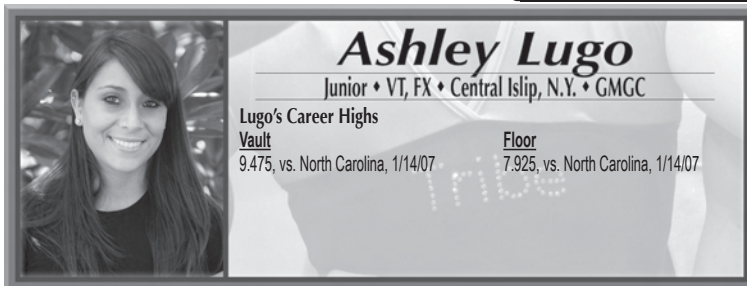 Ashley Lugo
Junior ♦ VT, FX ♦ Central Islip, N.Y. ♦ GMGC
Lugo's Career Highs
Vault
9.475, vs. North Carolina, 1/14/07
Floor
7.925, vs. North Carolina, 1/14/07
Tribe